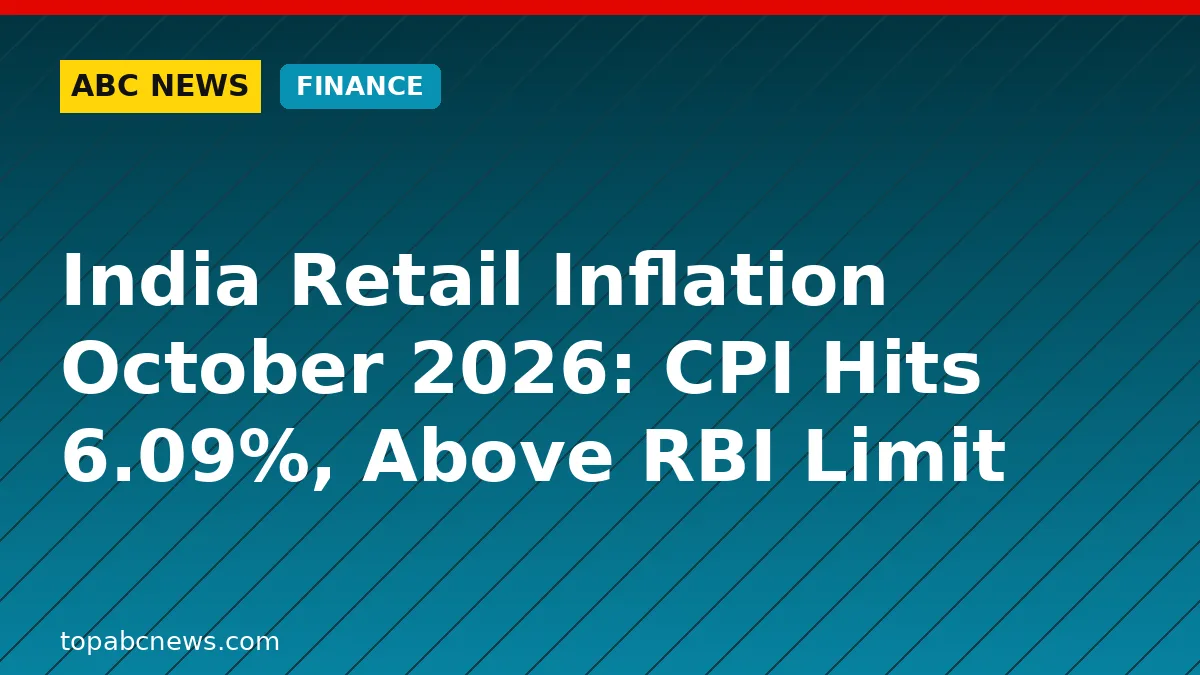 ABC NEWS
FINANCE
India Retail Inflation
October 2026: CPI Hits
6.09%, Above RBI Limit
topabcnews.com